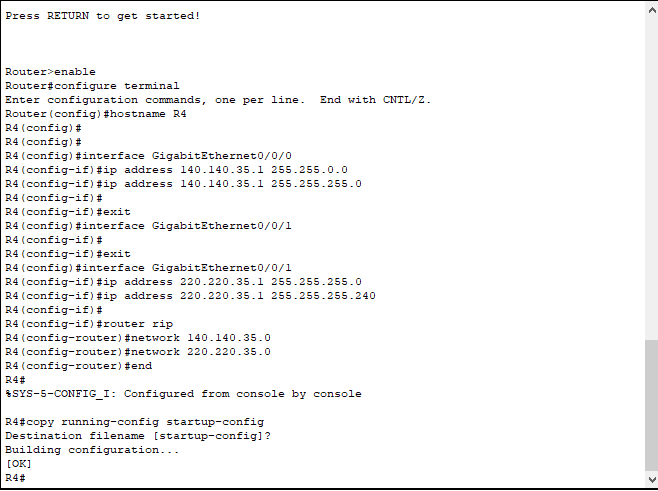 Press RETURN to get started!
Router>enable
Router#configure terminal
Enter configuration commands, one per line.  End with CNTL/Z.
Router(config)#hostname R4
R4(config)#
R4(config)#
R4(config)#interface GigabitEthernet0/0/0
R4(config-if)#ip address 140.140.35.1 255.255.0.0
R4(config-if)#ip address 140.140.35.1 255.255.255.0
R4(config-if)#
R4(config-if)#exit
R4(config)#interface GigabitEthernet0/0/1
R4(config-if)#
R4(config-if)#exit
R4(config)#interface GigabitEthernet0/0/1
R4(config-if)#ip address 220.220.35.1 255.255.255.0
R4(config-if)#ip address 220.220.35.1 255.255.255.240
R4(config-if)#
R4(config-if)#router rip
R4(config-router)#network 140.140.35.0
R4(config-router)#network 220.220.35.0
R4(config-router)#end
R4#
%SYS-5-CONFIG_I: Configured from console by console
R4#copy running-config startup-config
Destination filename [startup-config]?
Building configuration...
[OK]
R4#